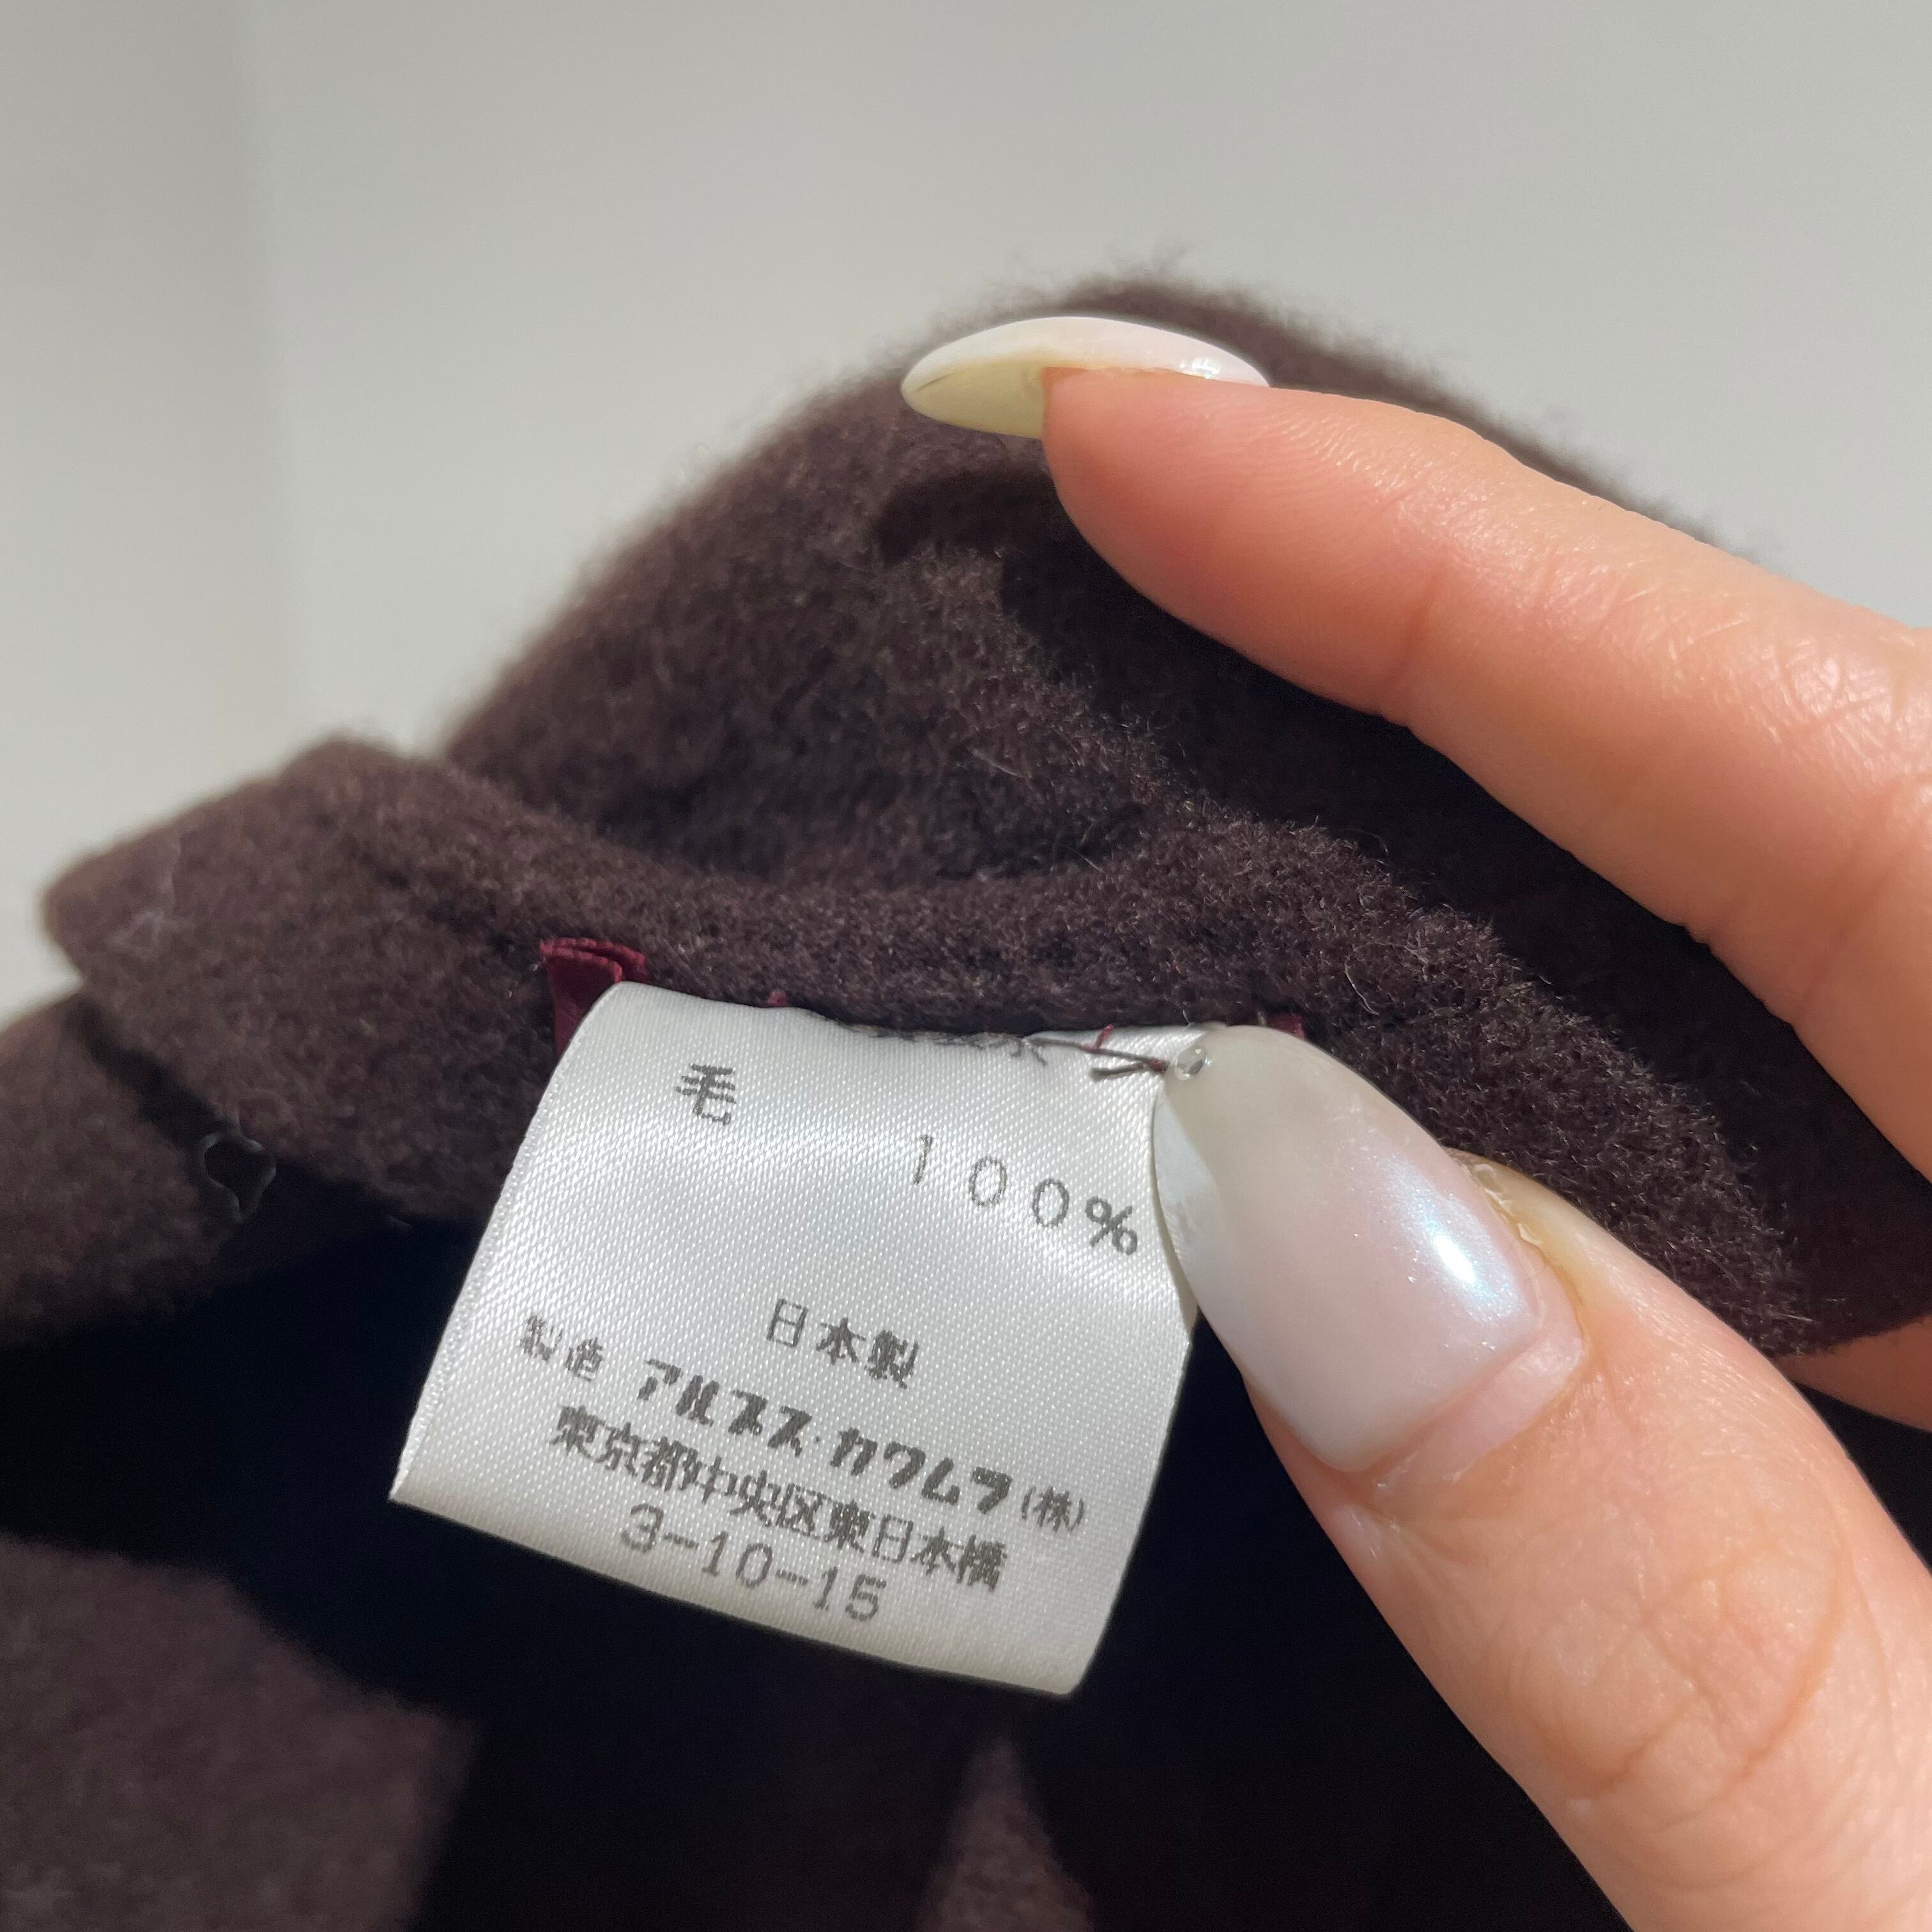 毛 100%
日本製
製造 アルプス・カワムラ(株)
東京都中央区東日本橋
3-10-15